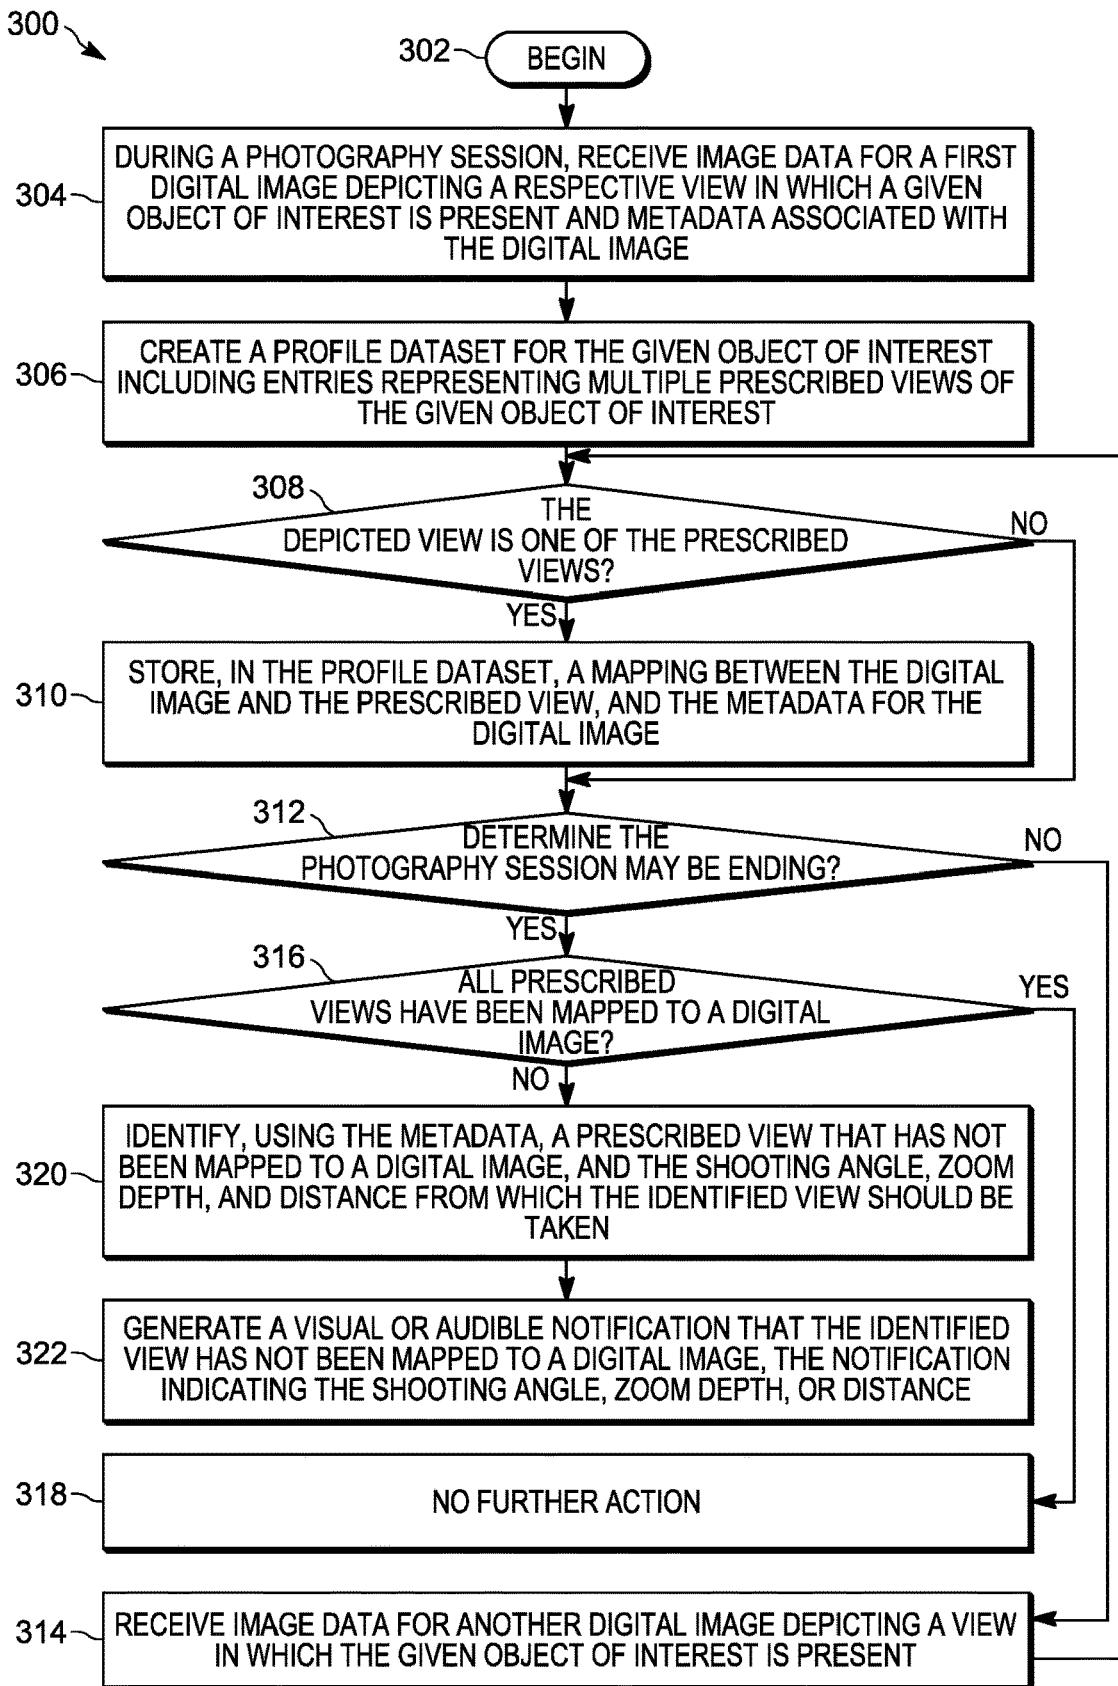 300
302
BEGIN
304
DURING A PHOTOGRAPHY SESSION, RECEIVE IMAGE DATA FOR A FIRST
DIGITAL IMAGE DEPICTING A RESPECTIVE VIEW IN WHICH A GIVEN
OBJECT OF INTEREST IS PRESENT AND METADATA ASSOCIATED WITH
THE DIGITAL IMAGE
306
CREATE A PROFILE DATASET FOR THE GIVEN OBJECT OF INTEREST
INCLUDING ENTRIES REPRESENTING MULTIPLE PRESCRIBED VIEWS OF
THE GIVEN OBJECT OF INTEREST
308
THE
DEPICTED VIEW IS ONE OF THE PRESCRIBED
VIEWS?
NO
YES
310
STORE, IN THE PROFILE DATASET, A MAPPING BETWEEN THE DIGITAL
IMAGE AND THE PRESCRIBED VIEW, AND THE METADATA FOR THE
DIGITAL IMAGE
312
DETERMINE THE
PHOTOGRAPHY SESSION MAY BE ENDING?
NO
YES
316
ALL PRESCRIBED
VIEWS HAVE BEEN MAPPED TO A DIGITAL
IMAGE?
YES
NO
320
IDENTIFY, USING THE METADATA, A PRESCRIBED VIEW THAT HAS NOT
BEEN MAPPED TO A DIGITAL IMAGE, AND THE SHOOTING ANGLE, ZOOM
DEPTH, AND DISTANCE FROM WHICH THE IDENTIFIED VIEW SHOULD BE
TAKEN
322
GENERATE A VISUAL OR AUDIBLE NOTIFICATION THAT THE IDENTIFIED
VIEW HAS NOT BEEN MAPPED TO A DIGITAL IMAGE, THE NOTIFICATION
INDICATING THE SHOOTING ANGLE, ZOOM DEPTH, OR DISTANCE
318
NO FURTHER ACTION
314
RECEIVE IMAGE DATA FOR ANOTHER DIGITAL IMAGE DEPICTING A VIEW
IN WHICH THE GIVEN OBJECT OF INTEREST IS PRESENT